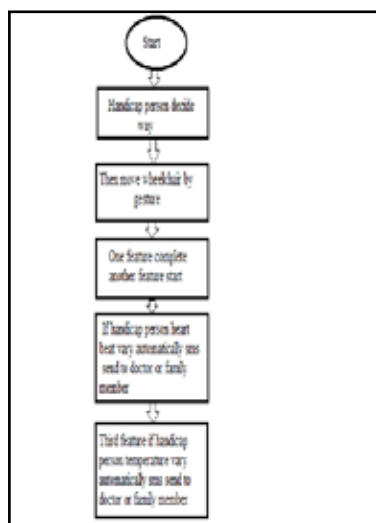 Start
Handicap person decide
way
Then move wheelchair by
gesture
One feature complete
another feature start
If handicap person heart
beat vary automatically sms
send to doctor or family
member
Third feature if handicap
person temperature vary
automatically sms send to
doctor or family member